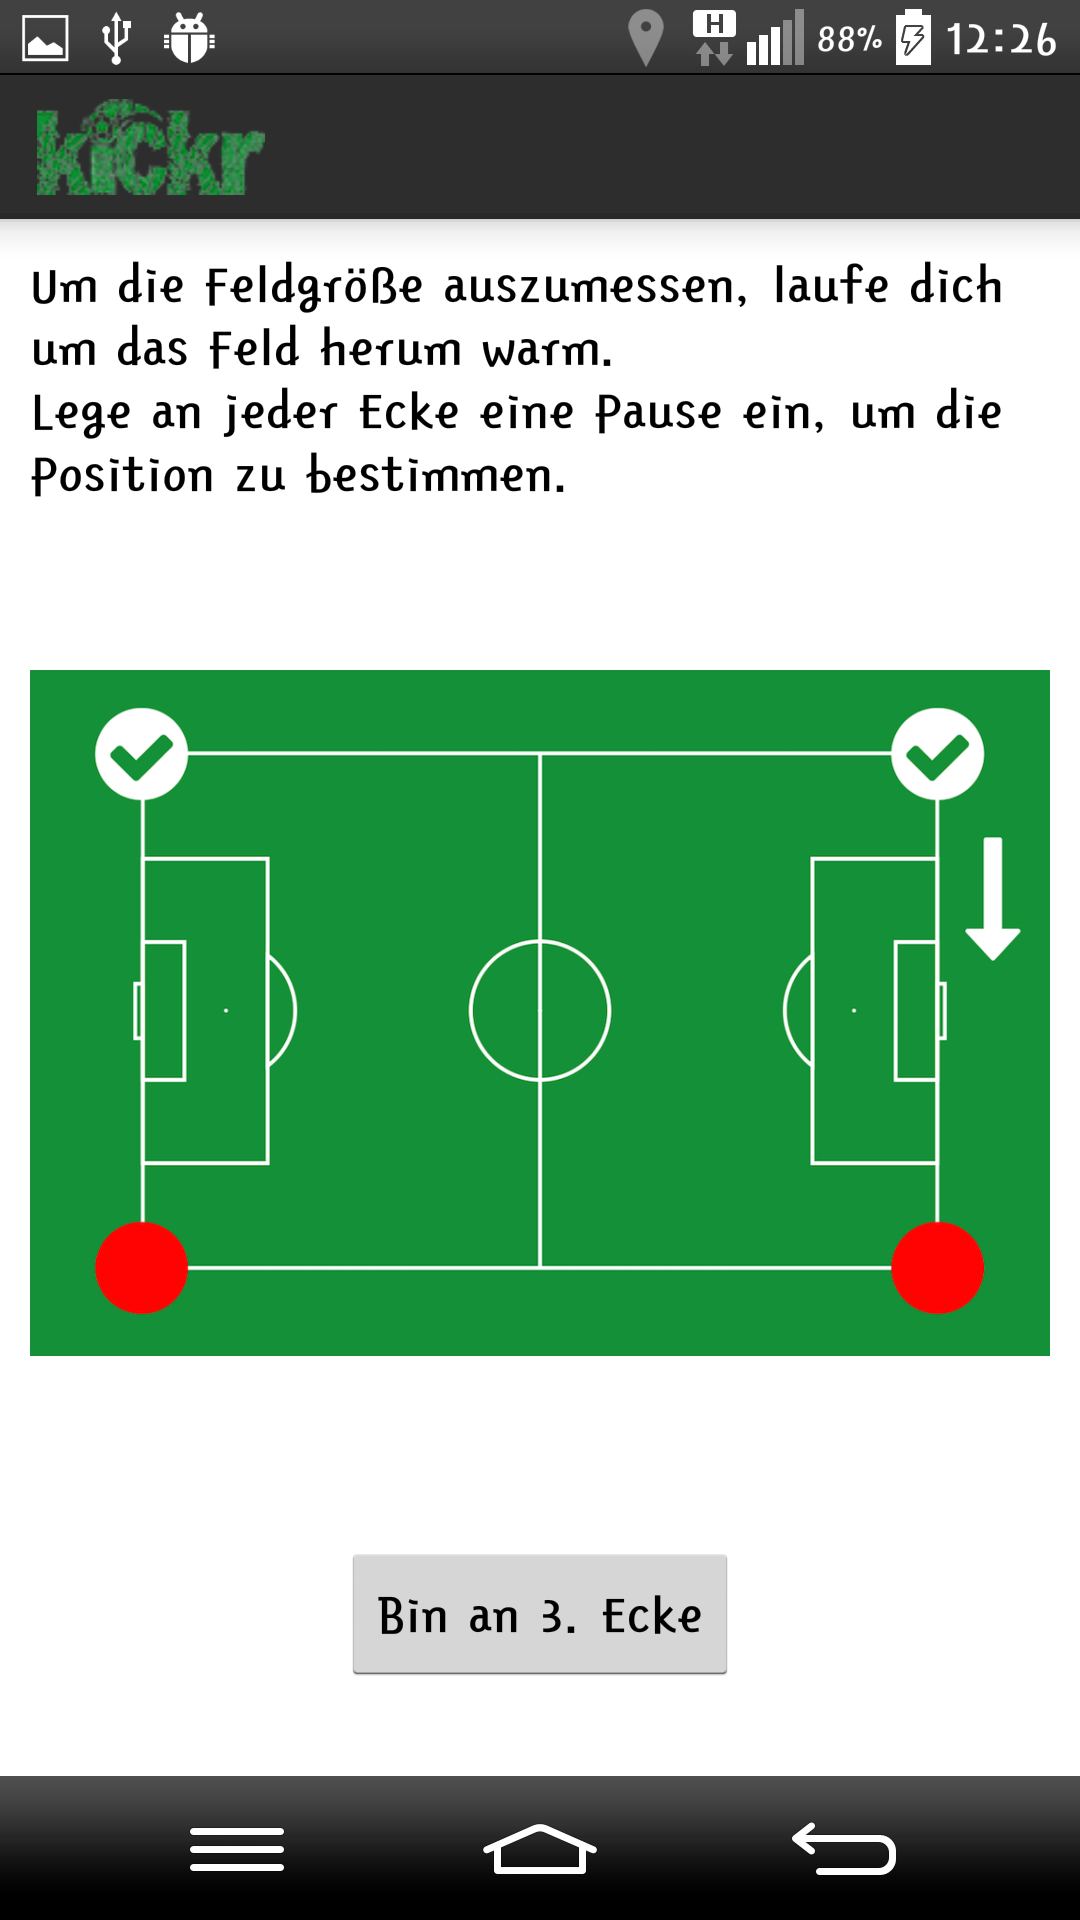 H
88%
12:26
kickr
Um die Feldgröße auszumessen, laufe dich
um das Feld herum warm.
Lege an jeder Ecke eine Pause ein, um die
Position zu bestimmen.
Bin an 3. Ecke